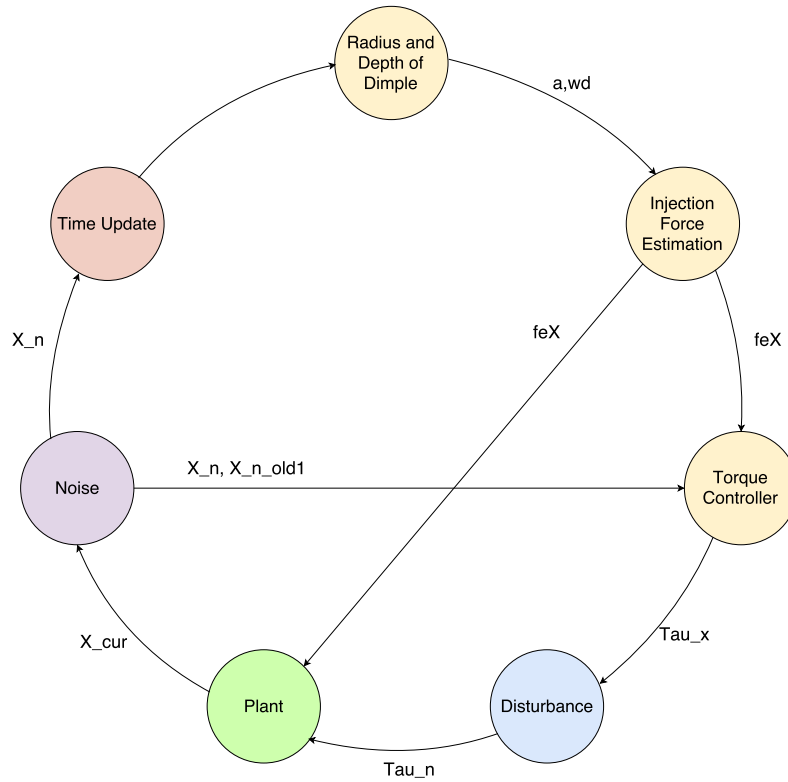 Radius and
Depth of
Dimple
a,wd
Injection
Force
Estimation
Time Update
feX
feX
X_n
X_n, X_n_old1
Noise
Torque
Controller
X_cur
Tau_x
Plant
Disturbance
Tau_n